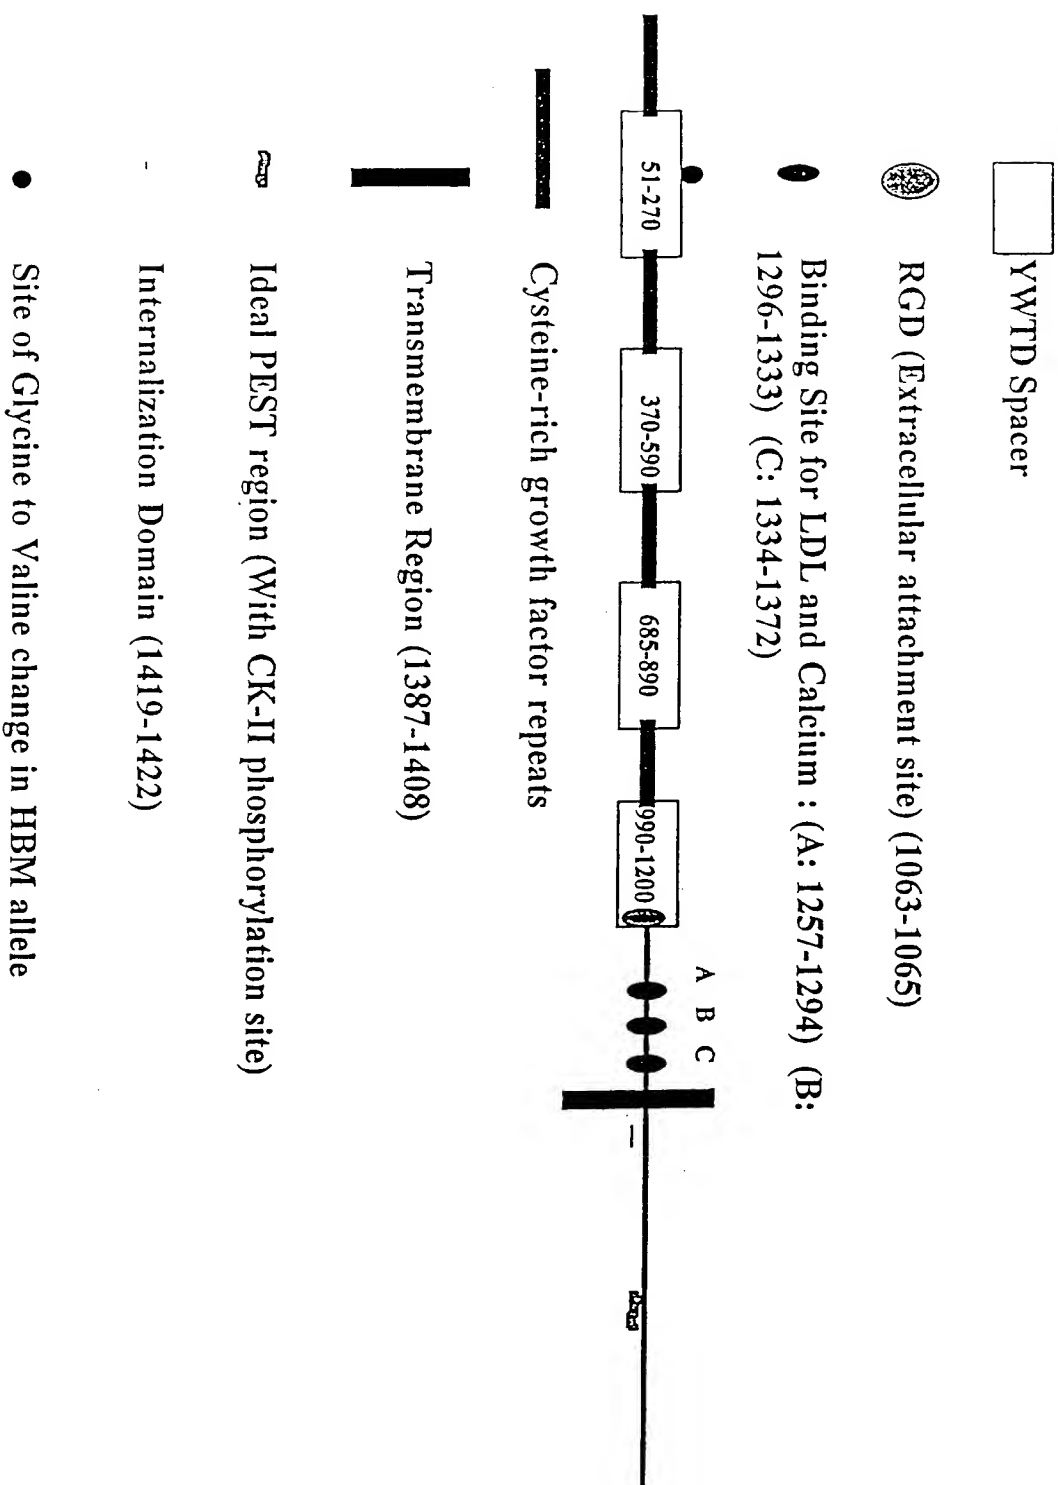 YWTD Spacer
RGD (Extracellular attachment site) (1063-1065)
Binding Site for LDL and Calcium : (A: 1257-1294) (B:
1296-1333) (C: 1334-1372)
A B C
51-270 370-590 685-890 990-1200
Cysteine-rich growth factor repeats
Transmembrane Region (1387-1408)
Ideal PEST region (With CK-II phosphorylation site)
Internalization Domain (1419-1422)
Site of Glycine to Valine change in HBM allele